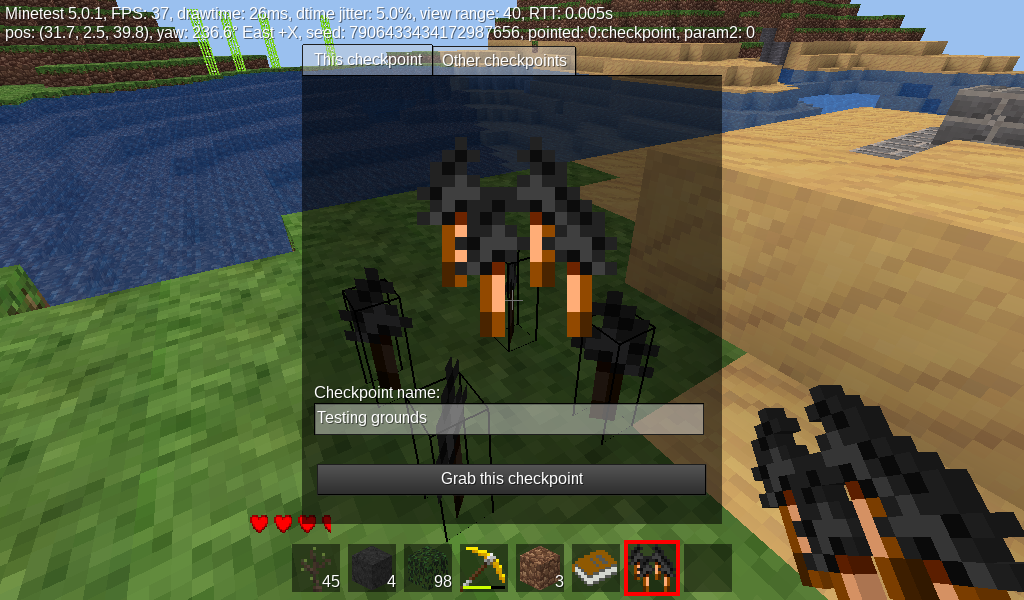 Minetest 5.0.1, FPS: 37, drawtime: 26ms, dtime jitter: 5.0%, view range: 40, RTT: 0.005s
pos: (31.7, 2.5, 39.8), yaw: 236.6° East +X, seed: 7906433434172987656, pointed: 0:checkpoint, param2: 0
This checkpoint
Other checkpoints
Checkpoint name:
Testing grounds
Grab this checkpoint
45
4
98
3